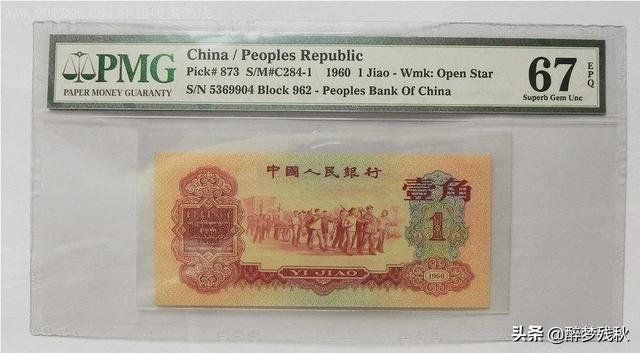 PMG
PAPER MONEY GUARANTY
China / Peoples Republic
Pick# 873 S/M#C284-1 1960 1 Jiao - Wmk: Open Star
S/N 5369904 Block 962 - Peoples Bank Of China
67 EPQ
Superb Gem Unc
中國人民銀行
壹角
1
YI JIAO
1960
头条 @醉梦残秋